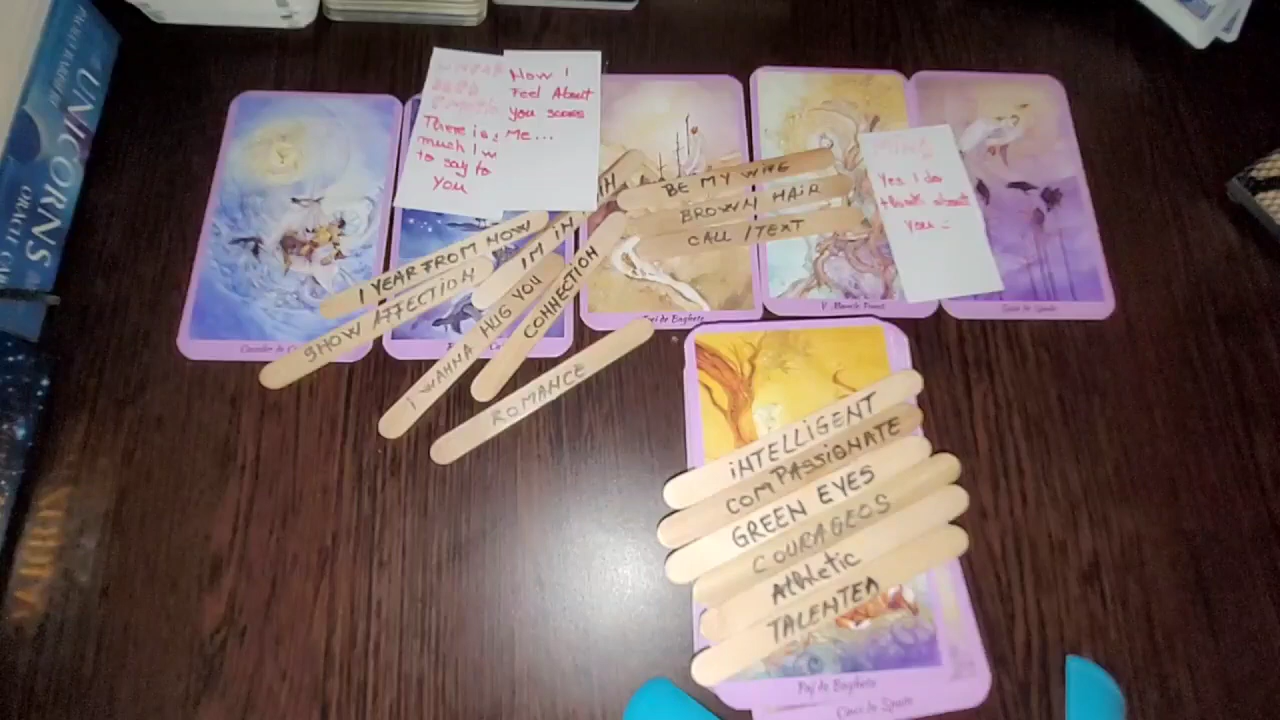 UNICORNS
ORACLE
There is
much I w
to say to
you
How I
Feel About
you scares
Me...
BE MY WIFE
BROWN HAIR
CALL /TEXT
Yes I do
think about
you
1 YEAR FROM NOW
I'M IN
SHOW AFFECTION
I WANNA HUG YOU
CONNECTION
ROMANCE
V
INTELLIGENT
COMPASSIONATE
GREEN EYES
COURAGEOS
Athletic
TALENTED